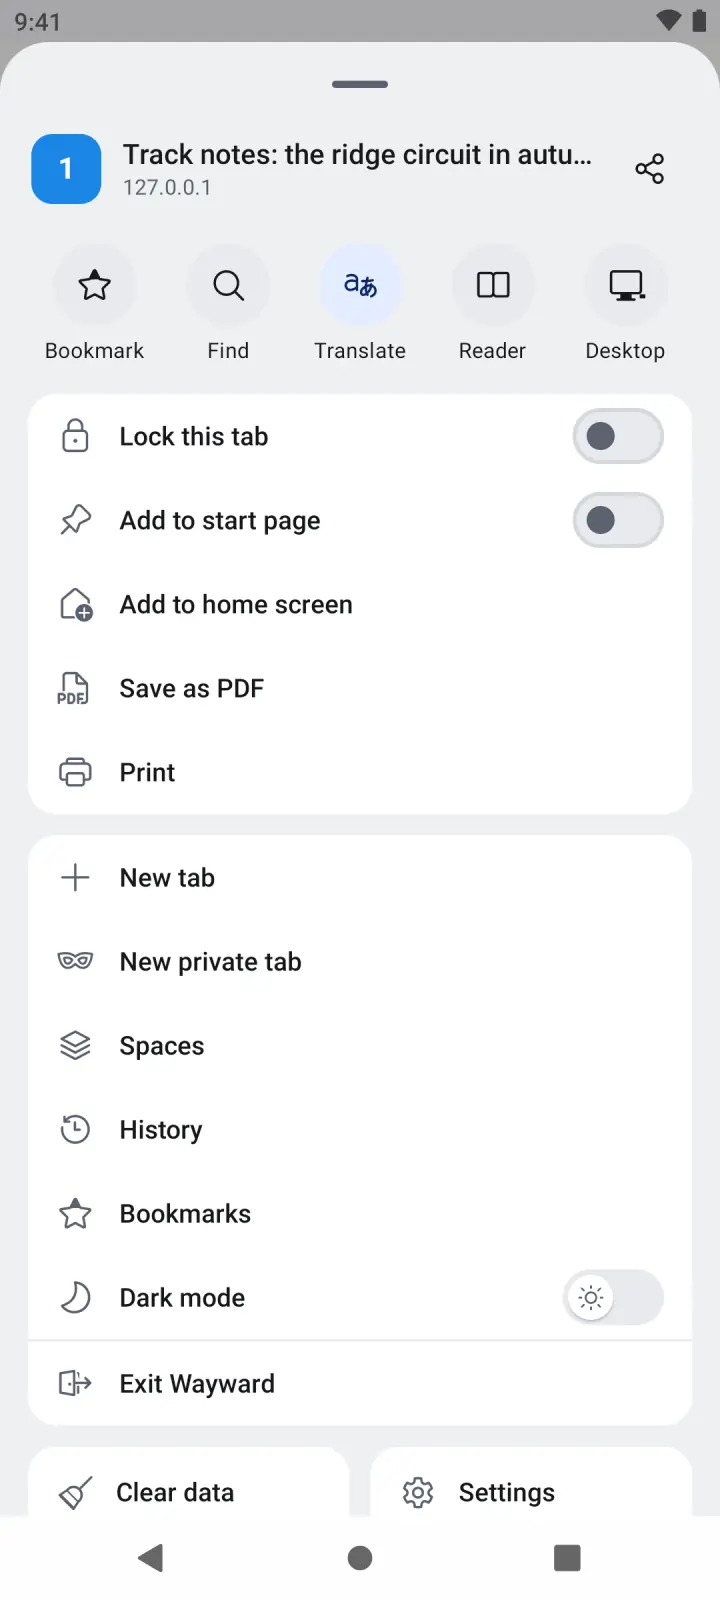 9:41
1
Track notes: the ridge circuit in autu...
127.0.0.1
Bookmark
Find
aあ
Translate
Reader
Desktop
Lock this tab
Add to start page
Add to home screen
PDF
Save as PDF
Print
New tab
New private tab
Spaces
History
Bookmarks
Dark mode
Exit Wayward
Clear data
Settings